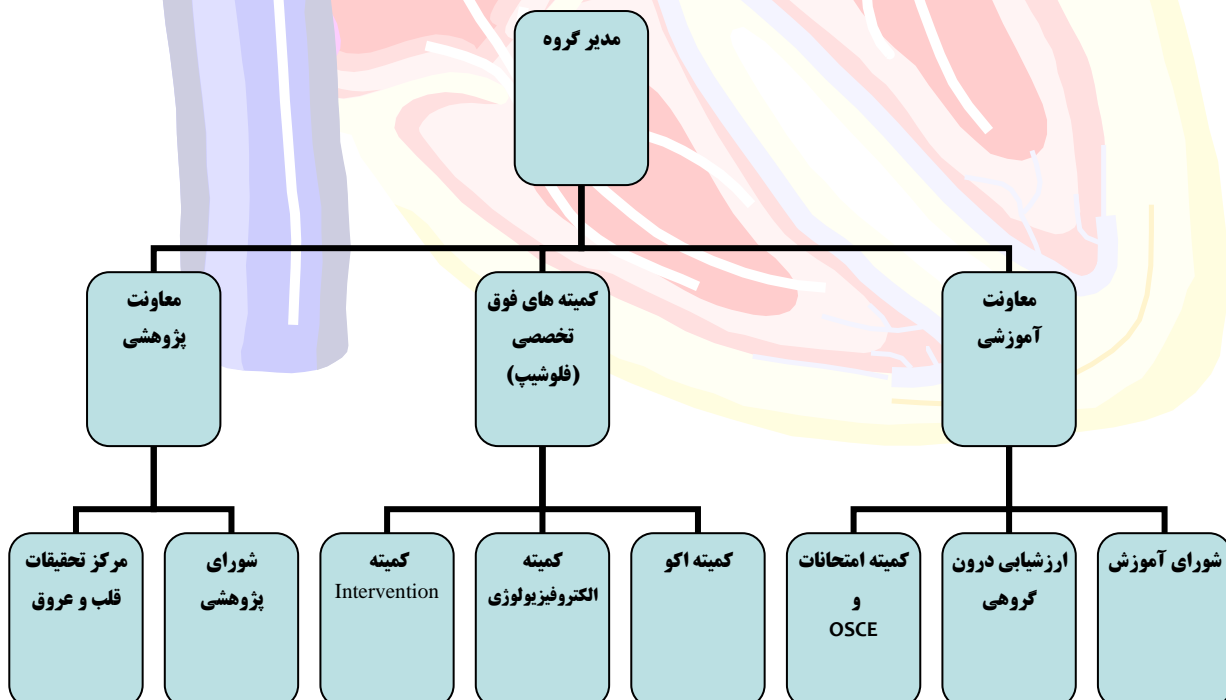 مدیر گروه
معاونت
آموزشی
کمیته های فوق
تخصصی
(فلوشیپ)
معاونت
پژوهشی
شورای آموزش
ارزشیابی درون
گروهی
کمیته امتحانات
و
OSCE
کمیته اکو
کمیته
الکتروفیزیولوژی
کمیته
Intervention
شورای
پژوهشی
مرکز تحقیقات
قلب و عروق